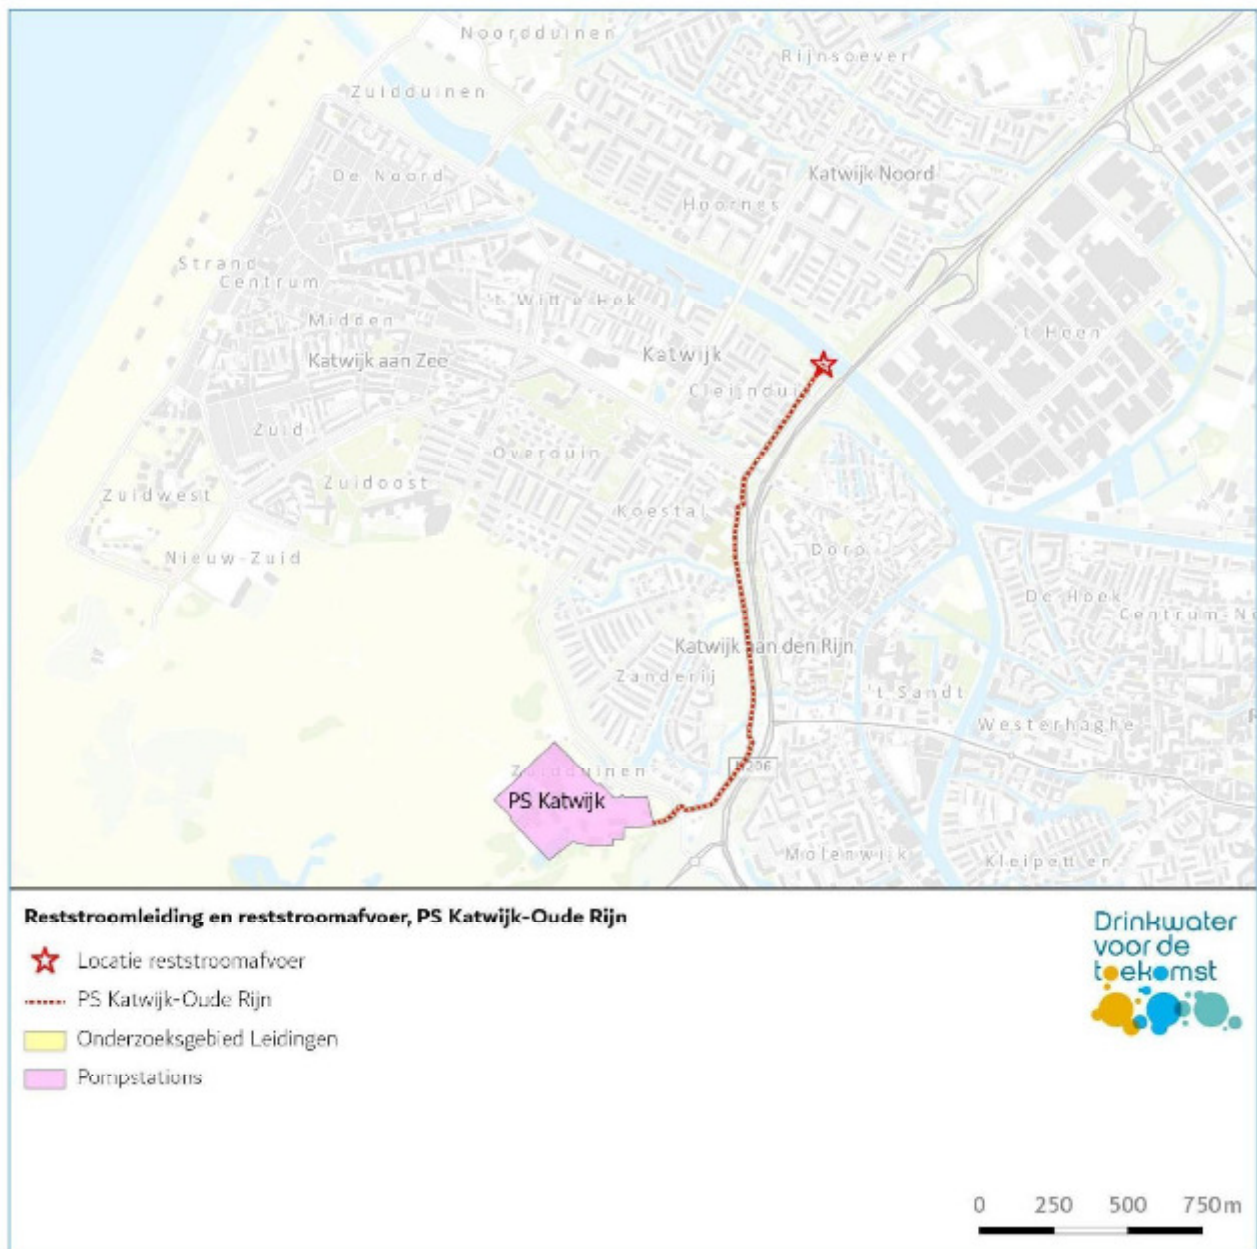 Noordduinen
Rijnsoever
Zuidduinen
De Noord
Katwijk Noord
Hoornes
Strand
Centrum
't Witte Hek
Midden
't Heen
Katwijk aan Zee
Katwijk
Cleijnduin
Zuid
Overduin
Zuidoost
Zuidwest
Koestal
Nieuw-Zuid
Dorp
De Hoek
Centrum-N
Katwijk aan den Rijn
Zanderij
't Sandt
Westerhaghe
Zuidduinen
N206
PS Katwijk
Molenwijk
Kleipetten
Reststroomleiding en reststroomafvoer, PS Katwijk-Oude Rijn
Locatie reststroomafvoer
PS Katwijk-Oude Rijn
Onderzoeksgebied Leidingen
Pompstations
Drinkwater
voor de
toekomst
0 250 500 750m